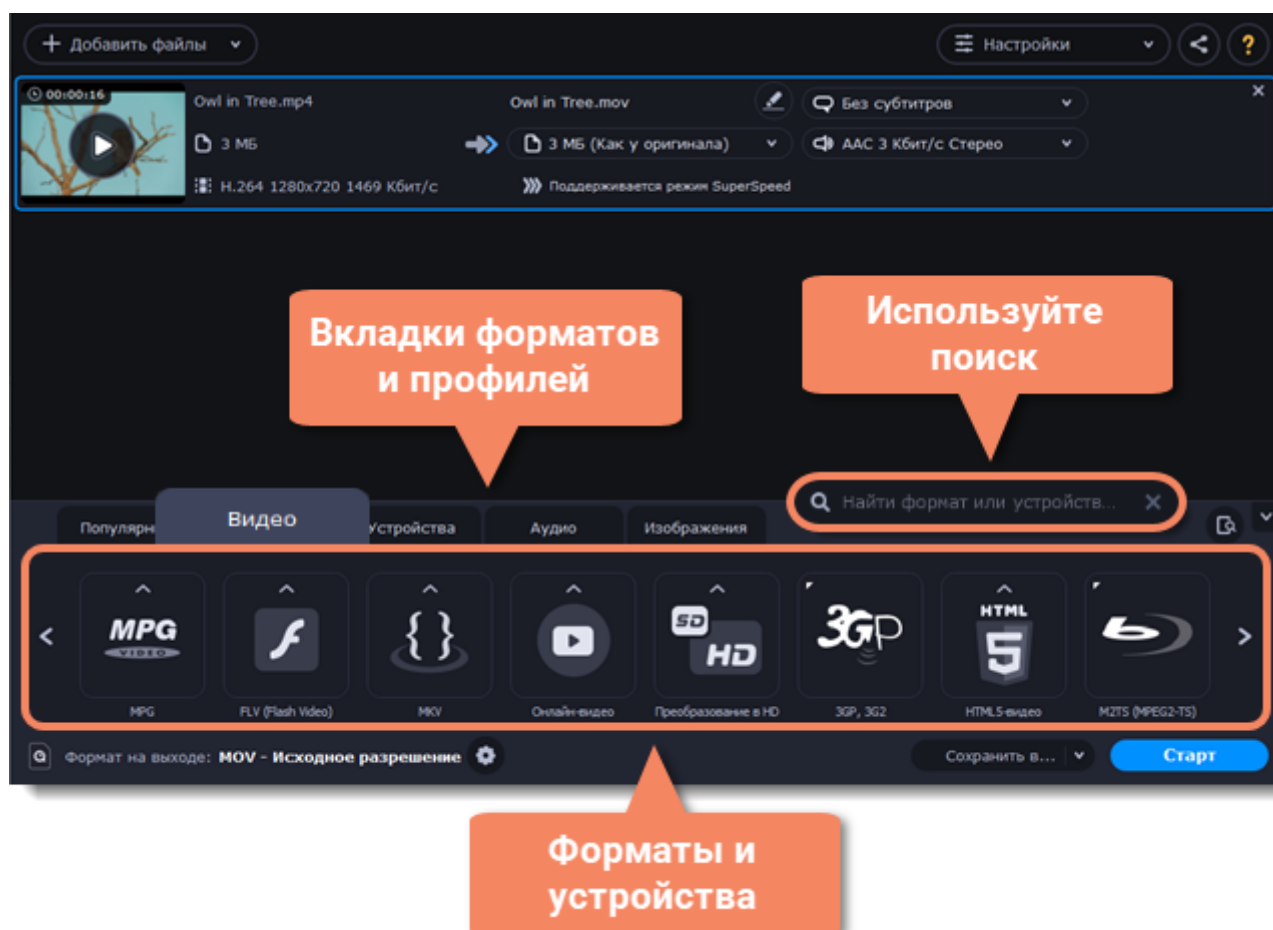 Добавить файлы
Настройки
?
00:00:16
Owl in Tree.mp4
Owl in Tree.mov
Без субтитров
3 МБ
3 МБ (Как у оригинала)
AAC 3 Кбит/с Стерео
H.264 1280x720 1469 Кбит/с
Поддерживается режим SuperSpeed
Вкладки форматов
и профилей
Используйте
поиск
Найти формат или устройств...
Популярн
Видео
Устройства
Аудио
Изображения
MPG
VIDEO
SD
HD
3GP
HTML
5
MPG
FLV (Flash Video)
MKV
Онлайн-видео
Преобразование в HD
3GP, 3G2
HTML5-видео
M2TS (MPEG2-TS)
Формат на выходе: MOV - Исходное разрешение
Сохранить в...
Старт
Форматы и
устройства